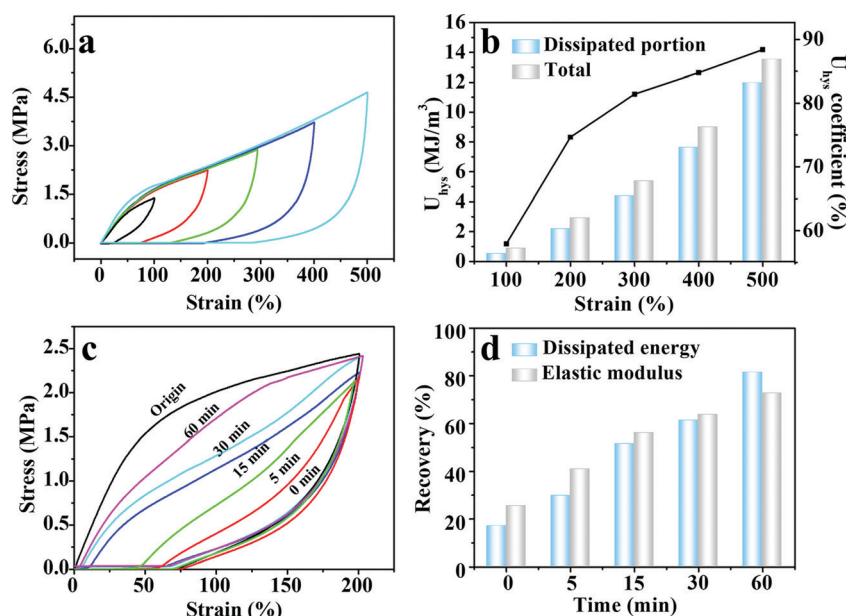 a
Stress (MPa)
6.0
4.5
3.0
1.5
0.0
0 100 200 300 400 500
Strain (%)
b
Dissipated portion
Total
U hys (MJ/m³)
16
14
12
10
8
6
4
2
0
100 200 300 400 500
Strain (%)
90
80
70
60
U hys coefficient (%)
c
Stress (MPa)
2.5
2.0
1.5
1.0
0.5
0.0
Origin
60 min
30 min
15 min
5 min
0 min
0 50 100 150 200
Strain (%)
d
Dissipated energy
Elastic modulus
Recovery (%)
100
80
60
40
20
0
0 5 15 30 60
Time (min)